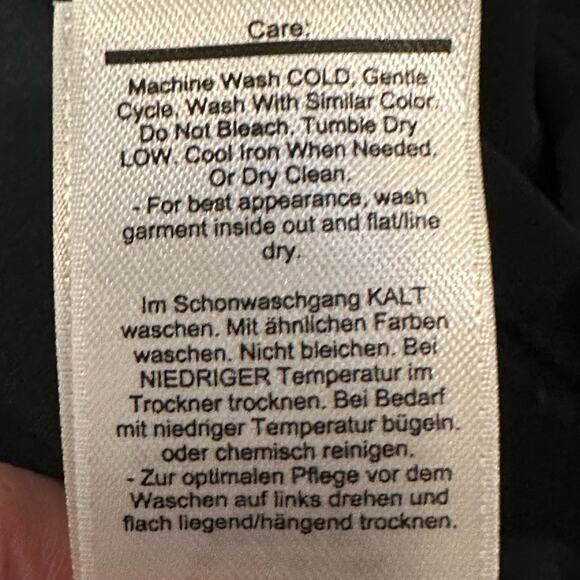 Care:
Machine Wash COLD, Gentle
Cycle, Wash With Similar Color.
Do Not Bleach, Tumble Dry
LOW. Cool Iron When Needed.
Or Dry Clean.
- For best appearance, wash
garment inside out and flat/line
dry.
Im Schonwaschgang KALT
waschen. Mit ähnlichen Farben
waschen. Nicht bleichen. Bei
NIEDRIGER Temperatur im
Trockner trocknen. Bei Bedarf
mit niedriger Temperatur bügeln.
oder chemisch reinigen.
- Zur optimalen Pflege vor dem
Waschen auf links drehen und
flach liegend/hängend trocknen.